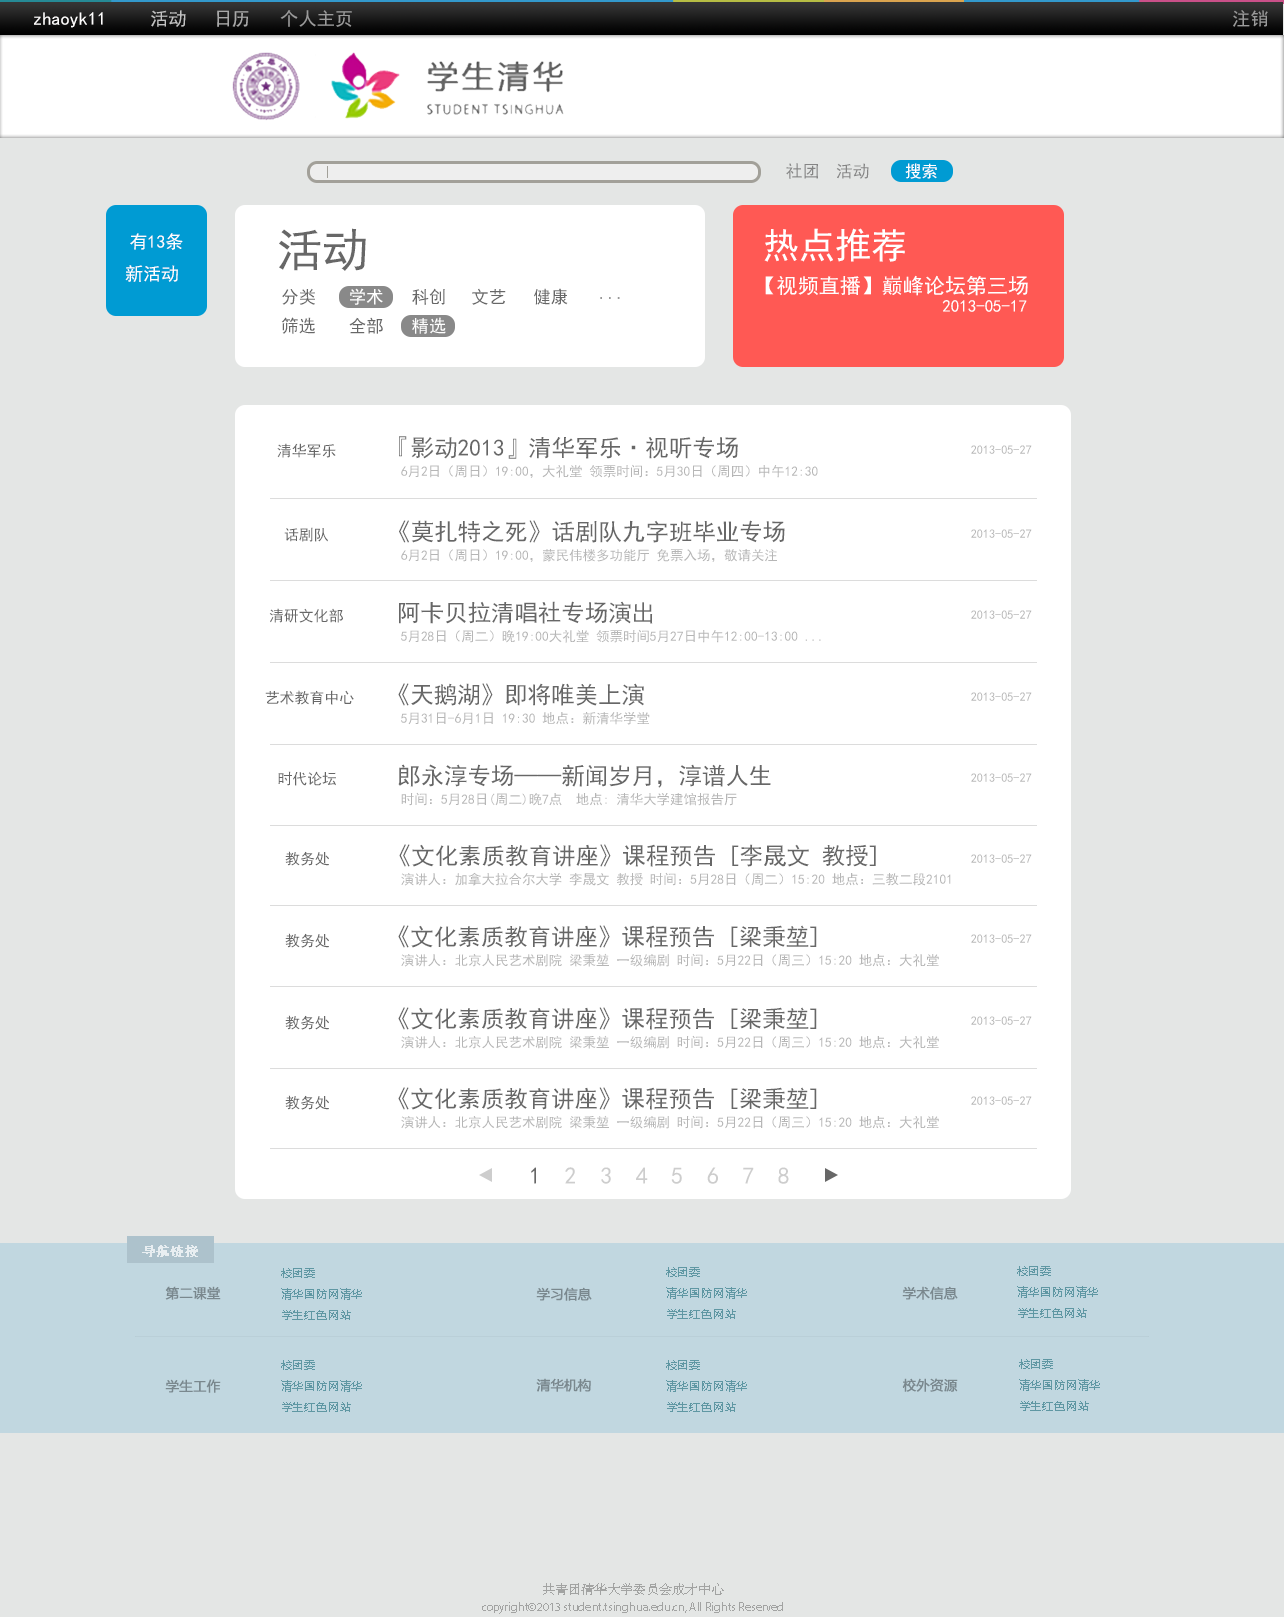 zhaoyk11 活动 日历 个人主页 注销
学生清华
STUDENT TSINGHUA
社团 活动 搜索
有13条
新活动
活动
分类 学术 科创 文艺 健康 ...
筛选 全部 精选
热点推荐
【视频直播】巅峰论坛第三场
2013-05-17
清华军乐 『影动2013』清华军乐·视听专场 2013-05-27
6月2日（周日）19:00，大礼堂 领票时间：5月30日（周四）中午12:30
话剧队 《莫扎特之死》话剧队九字班毕业专场 2013-05-27
6月2日（周日）19:00，蒙民伟楼多功能厅 免票入场，敬请关注
清研文化部 阿卡贝拉清唱社专场演出 2013-05-27
5月28日（周二）晚19:00大礼堂 领票时间5月27日中午12:00-13:00 ...
艺术教育中心 《天鹅湖》即将唯美上演 2013-05-27
5月31日-6月1日 19:30 地点：新清华学堂
时代论坛 郎永淳专场——新闻岁月，淳谱人生 2013-05-27
时间：5月28日(周二)晚7点 地点: 清华大学建馆报告厅
教务处 《文化素质教育讲座》课程预告 [李晟文 教授] 2013-05-27
演讲人：加拿大拉合尔大学 李晟文 教授 时间：5月28日（周二）15:20 地点：三教二段2101
教务处 《文化素质教育讲座》课程预告 [梁秉堃] 2013-05-27
演讲人：北京人民艺术剧院 梁秉堃 一级编剧 时间：5月22日（周三）15:20 地点：大礼堂
教务处 《文化素质教育讲座》课程预告 [梁秉堃] 2013-05-27
演讲人：北京人民艺术剧院 梁秉堃 一级编剧 时间：5月22日（周三）15:20 地点：大礼堂
教务处 《文化素质教育讲座》课程预告 [梁秉堃] 2013-05-27
演讲人：北京人民艺术剧院 梁秉堃 一级编剧 时间：5月22日（周三）15:20 地点：大礼堂
◀ 1 2 3 4 5 6 7 8 ▶
导航链接
第二课堂
校团委
清华国防网清华
学生红色网站
学习信息
校团委
清华国防网清华
学生红色网站
学术信息
校团委
清华国防网清华
学生红色网站
学生工作
校团委
清华国防网清华
学生红色网站
清华机构
校团委
清华国防网清华
学生红色网站
校外资源
校团委
清华国防网清华
学生红色网站
共青团清华大学委员会成才中心
copyright©2013 student.tsinghua.edu.cn, All Rights Reserved